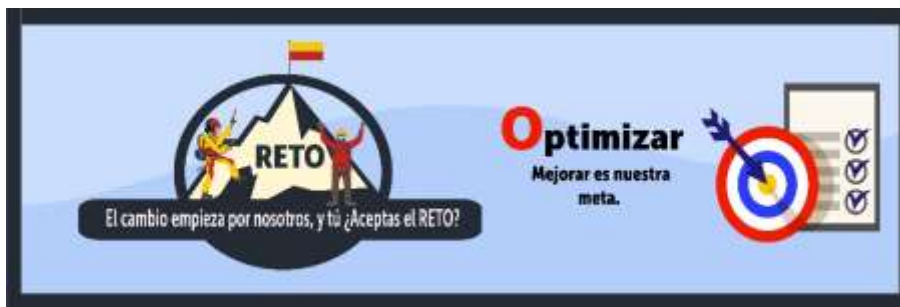 RETO
El cambio empieza por nosotros, y tú ¿Aceptas el RETO?
Optimizar
Mejorar es nuestra
meta.